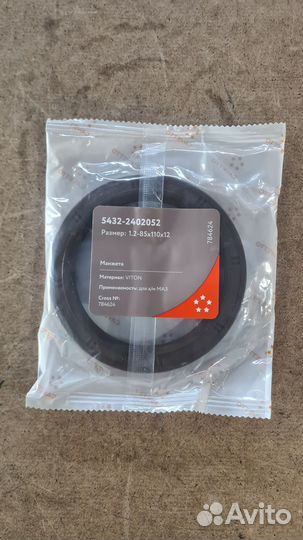 5432-2402052
Размер: 1.2-85х110х12
784624
Манжета
Материал: VITON
Применяемость: для а/м МАЗ
Cross №:
784624
Avito